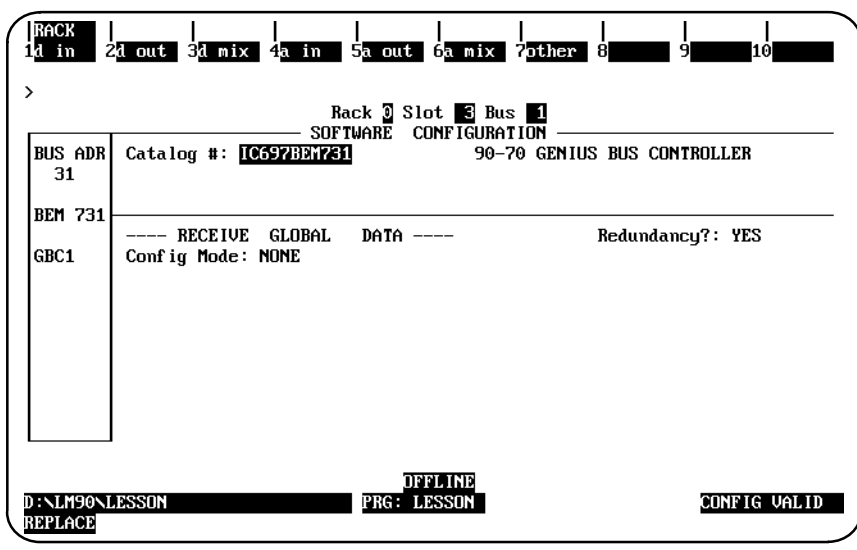 RACK
1d in 2d out 3d mix 4a in 5a out 6a mix 7other 8 9 10
>
Rack 0 Slot 3 Bus 1
SOFTWARE CONFIGURATION
BUS ADR Catalog #: IC697BEM731 90-70 GENIUS BUS CONTROLLER
31
BEM 731
---- RECEIVE GLOBAL DATA ---- Redundancy?: YES
GBC1 Config Mode: NONE
OFFLINE
D:\LM90\LESSON PRG: LESSON CONFIG VALID
REPLACE